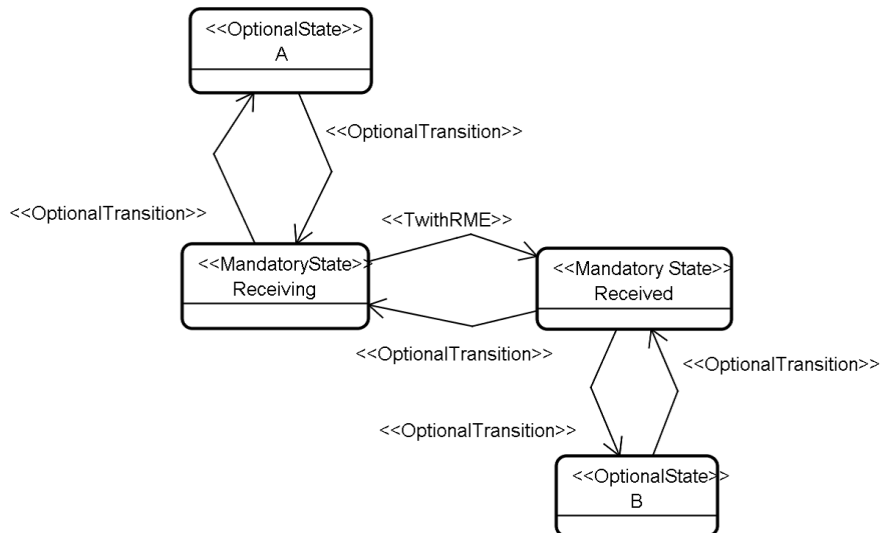 <<OptionalState>>
A
<<OptionalTransition>>
<<OptionalTransition>>
<<TwithRME>>
<<MandatoryState>>
Receiving
<<Mandatory State>>
Received
<<OptionalTransition>>
<<OptionalTransition>>
<<OptionalTransition>>
<<OptionalState>>
B